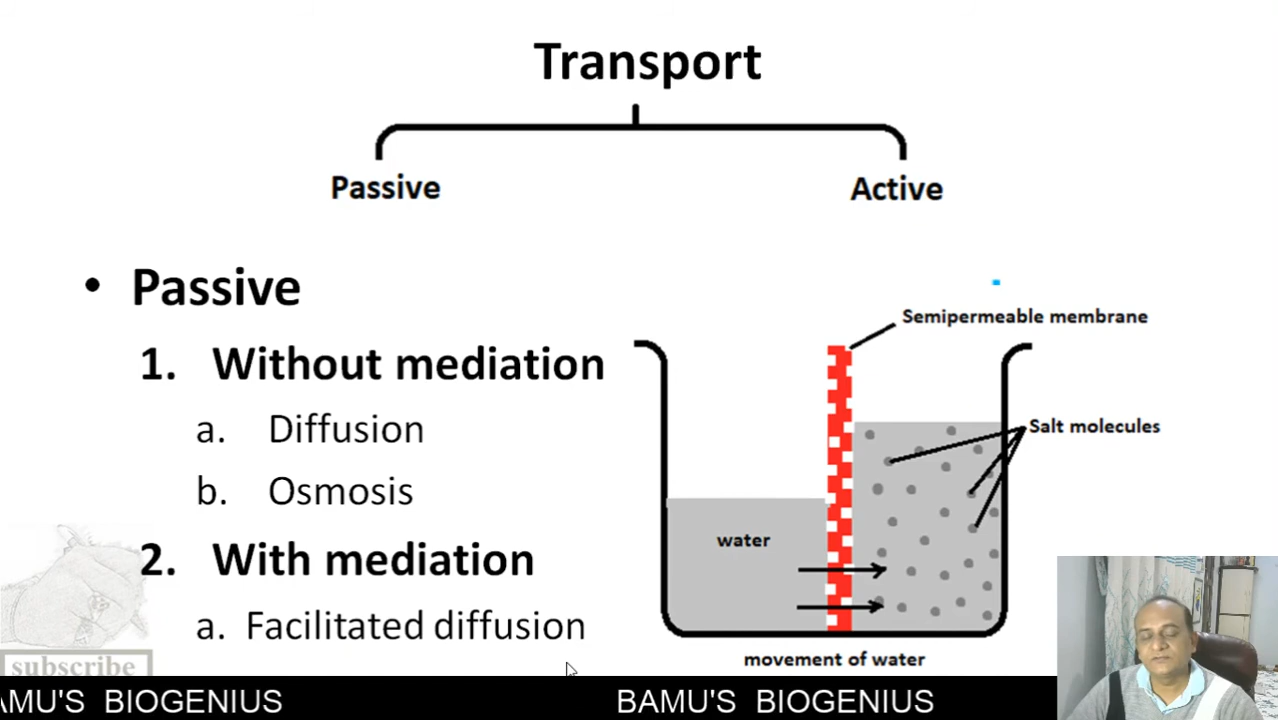 Transport
Passive
Active
• Passive
1. Without mediation
a. Diffusion
b. Osmosis
2. With mediation
a. Facilitated diffusion
Semipermeable membrane
Salt molecules
water
movement of water
subscribe
AMU'S BIOGENIUS
BAMU'S BIOGENIUS